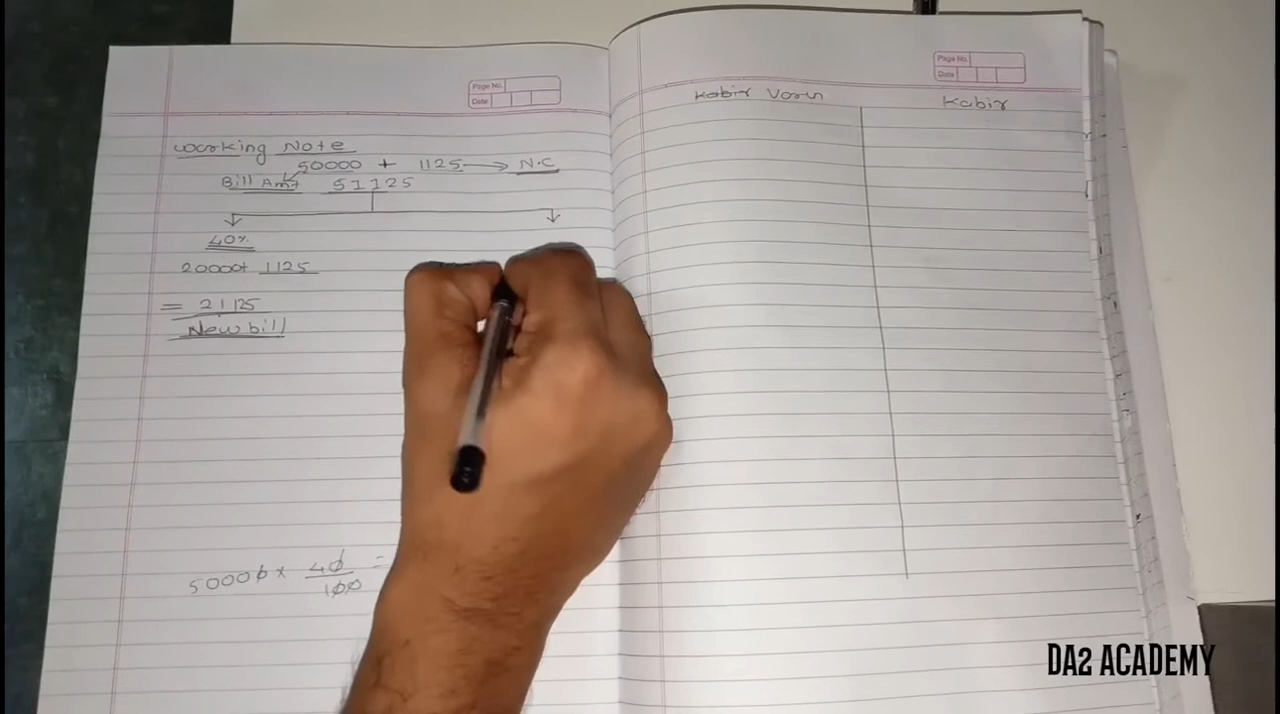 Page No.
Date
Working Note
50000 + 1125 → N.C
Bill Amt 51125
40%
20000+ 1125
= 21125
New bill
50000 × 40/100 =
Page No.
Date
Kabir Varun
Kabir
DA2 ACADEMY